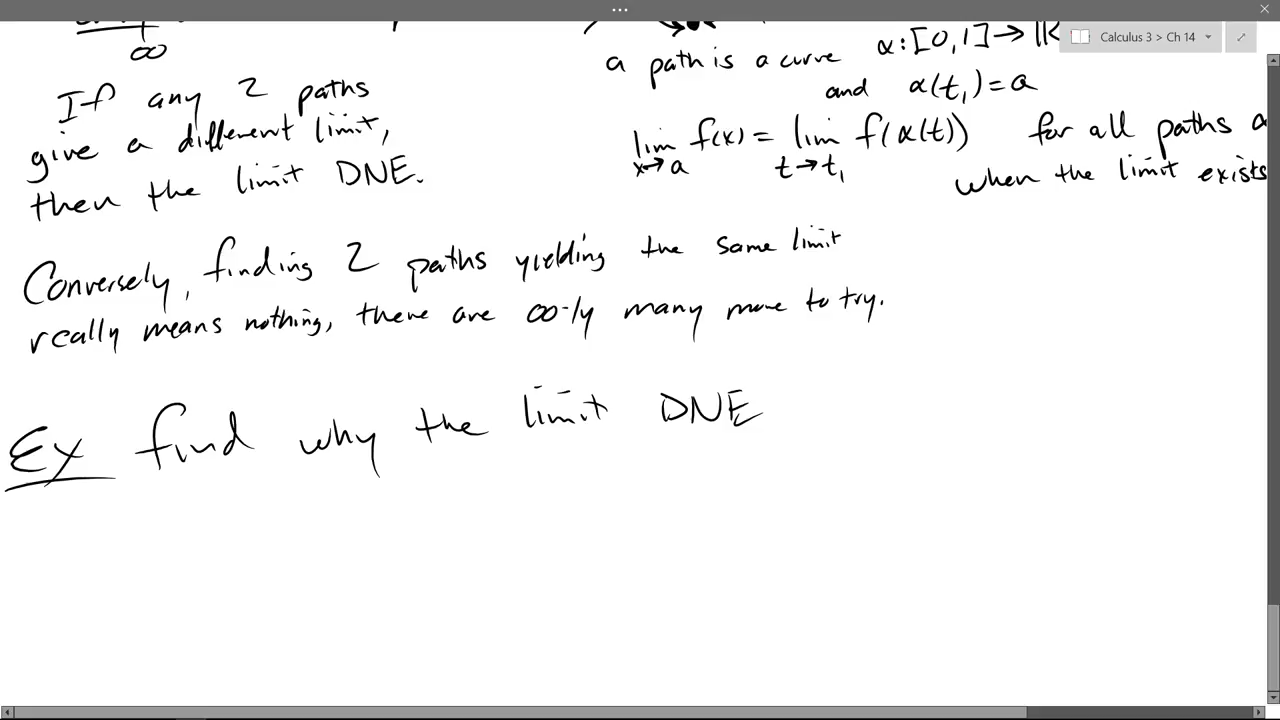 Calculus 3 > Ch 14
∞
a path is a curve α:[0,1]→ℝ
and α(t₁)=a
If any 2 paths
give a different limit,
then the limit DNE.
lim f(x) = lim f(α(t)) for all paths α
x→a t→t₁ when the limit exists
Conversely, finding 2 paths yielding the same limit
really means nothing, there are ∞-ly many more to try.
Ex find why the limit DNE